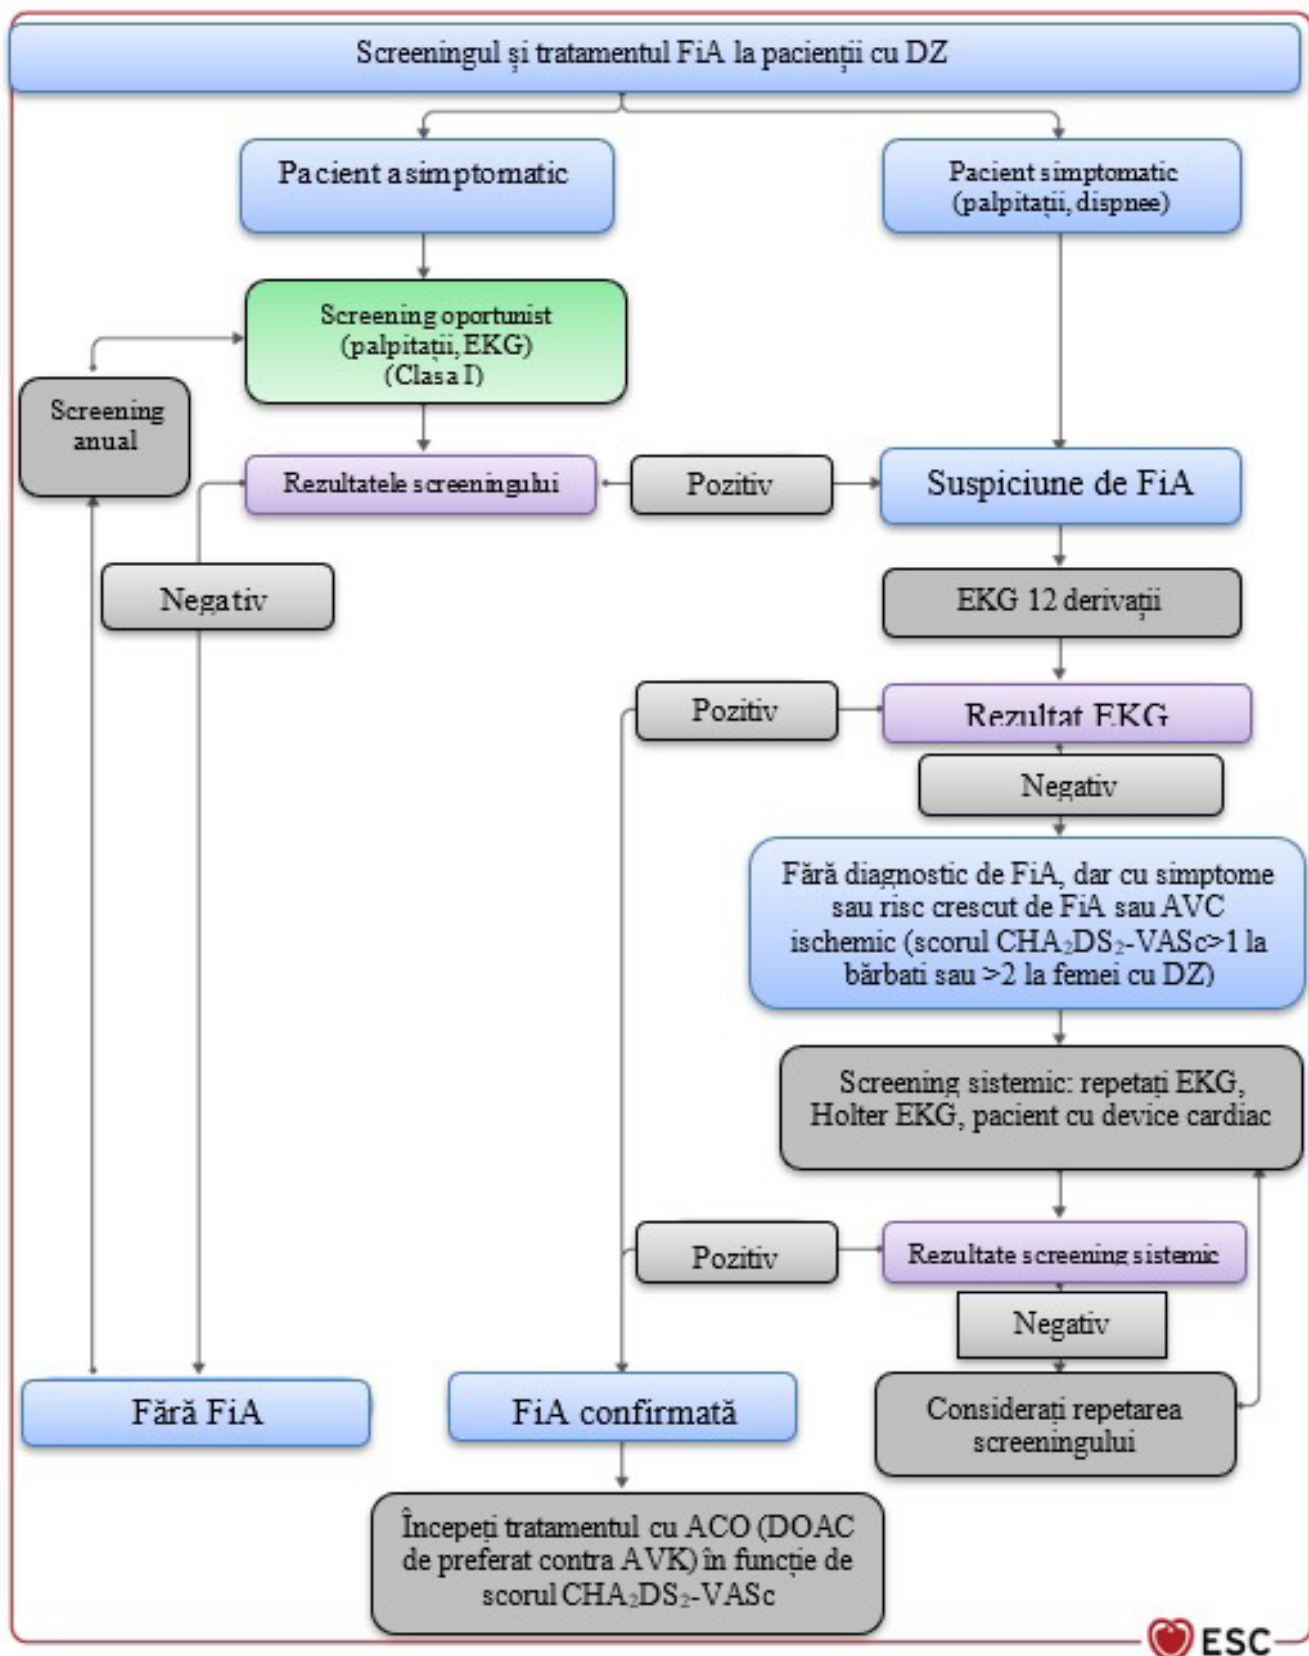 Screeningul și tratamentul FiA la pacienții cu DZ
Pacient asimptomatic
Pacient simptomatic
(palpitații, dispnee)
Screening oportunist
(palpitații, EKG)
(Clasa I)
Screening
anual
Rezultatele screeningului
Pozitiv
Suspiciune de FiA
Negativ
EKG 12 derivații
Pozitiv
Rezultat EKG
Negativ
Fără diagnostic de FiA, dar cu simptome
sau risc crescut de FiA sau AVC
ischemic (scorul CHA₂DS₂-VASc>1 la
bărbati sau >2 la femei cu DZ)
Screening sistemic: repetați EKG,
Holter EKG, pacient cu device cardiac
Pozitiv
Rezultate screening sistemic
Negativ
Fără FiA
FiA confirmată
Considerați repetarea
screeningului
Începeți tratamentul cu ACO (DOAC
de preferat contra AVK) în funcție de
scorul CHA₂DS₂-VASc
ESC